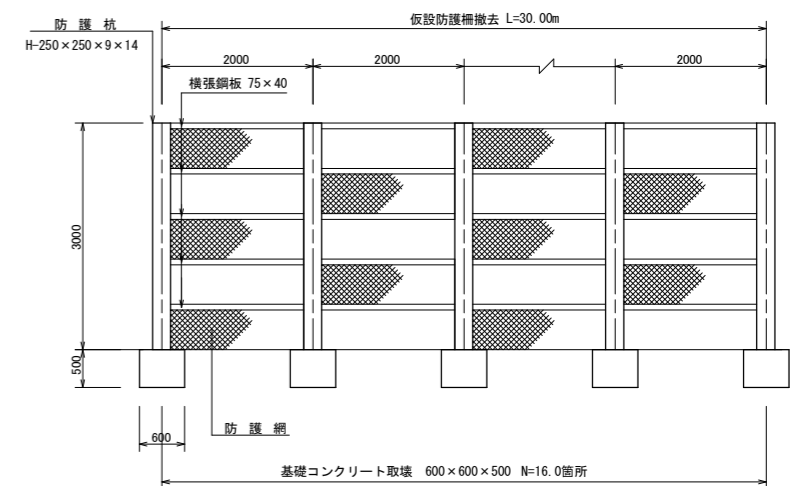 仮設防護柵撤去 L=30.00m
防 護 杭
H-250×250×9×14
2000
2000
2000
横張鋼板 75×40
3000
500
600
防 護 網
基礎コンクリート取壊 600×600×500 N=16.0箇所